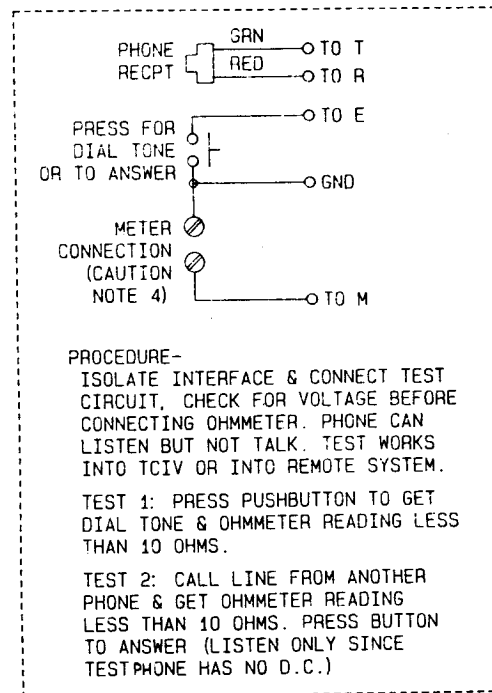 GRN
PHONE
RECPT
TO T
RED
TO R
TO E
PRESS FOR
DIAL TONE
OR TO ANSWER
GND
METER
CONNECTION
(CAUTION
NOTE 4)
TO M
PROCEDURE-
ISOLATE INTERFACE & CONNECT TEST
CIRCUIT, CHECK FOR VOLTAGE BEFORE
CONNECTING OHMMETER. PHONE CAN
LISTEN BUT NOT TALK. TEST WORKS
INTO TCIV OR INTO REMOTE SYSTEM.
TEST 1: PRESS PUSHBUTTON TO GET
DIAL TONE & OHMMETER READING LESS
THAN 10 OHMS.
TEST 2: CALL LINE FROM ANOTHER
PHONE & GET OHMMETER READING
LESS THAN 10 OHMS. PRESS BUTTON
TO ANSWER (LISTEN ONLY SINCE
TESTPHONE HAS NO D.C.)